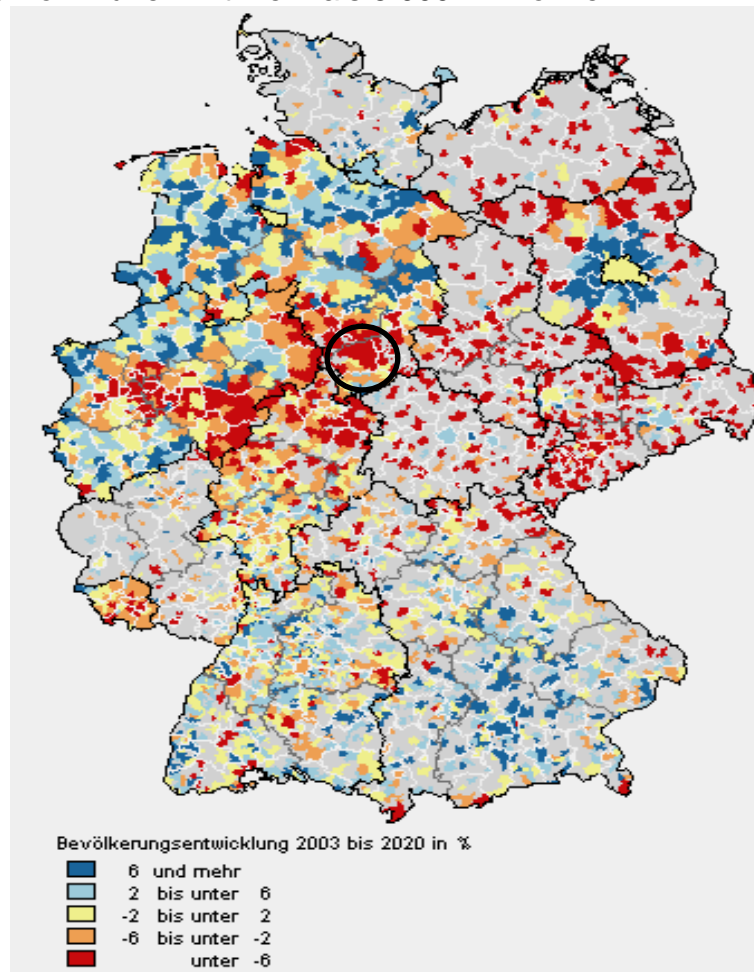 Bevölkerungsentwicklung 2003 bis 2020 in %
6 und mehr
2 bis unter 6
-2 bis unter 2
-6 bis unter -2
unter -6